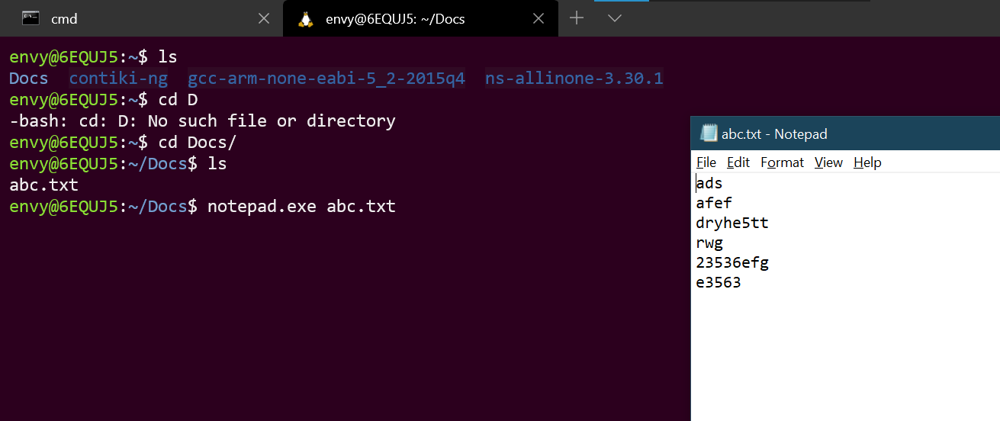 cmd envy@6EQUJ5: ~/Docs
envy@6EQUJ5:~$ ls
Docs contiki-ng gcc-arm-none-eabi-5_2-2015q4 ns-allinone-3.30.1
envy@6EQUJ5:~$ cd D
-bash: cd: D: No such file or directory
envy@6EQUJ5:~$ cd Docs/
envy@6EQUJ5:~/Docs$ ls
abc.txt
envy@6EQUJ5:~/Docs$ notepad.exe abc.txt
abc.txt - Notepad
File Edit Format View Help
ads
afef
dryhe5tt
rwg
23536efg
e3563